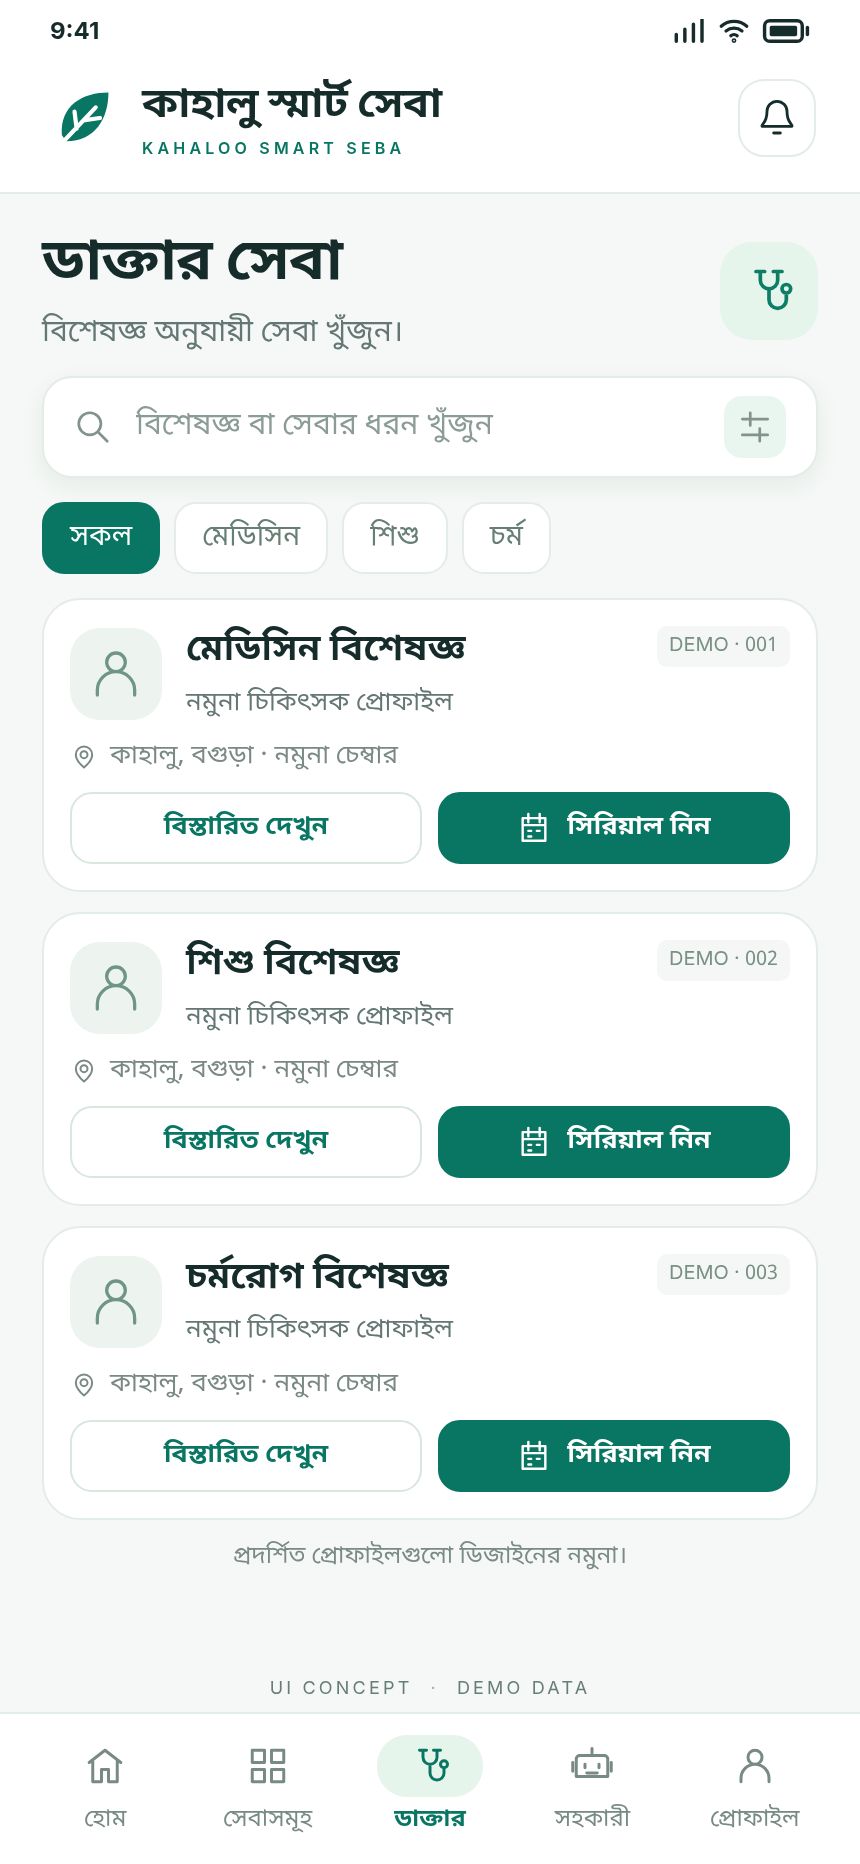 9:41
কাহালু স্মার্ট সেবা
KAHALOO SMART SEBA
ডাক্তার সেবা
বিশেষজ্ঞ অনুযায়ী সেবা খুঁজুন।
বিশেষজ্ঞ বা সেবার ধরন খুঁজুন
সকল মেডিসিন শিশু চর্ম
মেডিসিন বিশেষজ্ঞ DEMO · 001
নমুনা চিকিৎসক প্রোফাইল
কাহালু, বগুড়া · নমুনা চেম্বার
বিস্তারিত দেখুন সিরিয়াল নিন
শিশু বিশেষজ্ঞ DEMO · 002
নমুনা চিকিৎসক প্রোফাইল
কাহালু, বগুড়া · নমুনা চেম্বার
বিস্তারিত দেখুন সিরিয়াল নিন
চর্মরোগ বিশেষজ্ঞ DEMO · 003
নমুনা চিকিৎসক প্রোফাইল
কাহালু, বগুড়া · নমুনা চেম্বার
বিস্তারিত দেখুন সিরিয়াল নিন
প্রদর্শিত প্রোফাইলগুলো ডিজাইনের নমুনা।
UI CONCEPT · DEMO DATA
হোম সেবাসমূহ ডাক্তার সহকারী প্রোফাইল